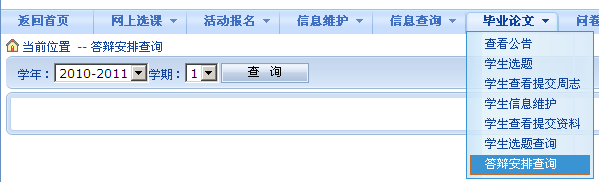 返回首页 网上选课 活动报名 信息维护 信息查询 毕业论文 问卷
当前位置 -- 答辩安排查询
学年: 2010-2011 学期: 1 查 询
查看公告
学生选题
学生查看提交周志
学生信息维护
学生查看提交资料
学生选题查询
答辩安排查询